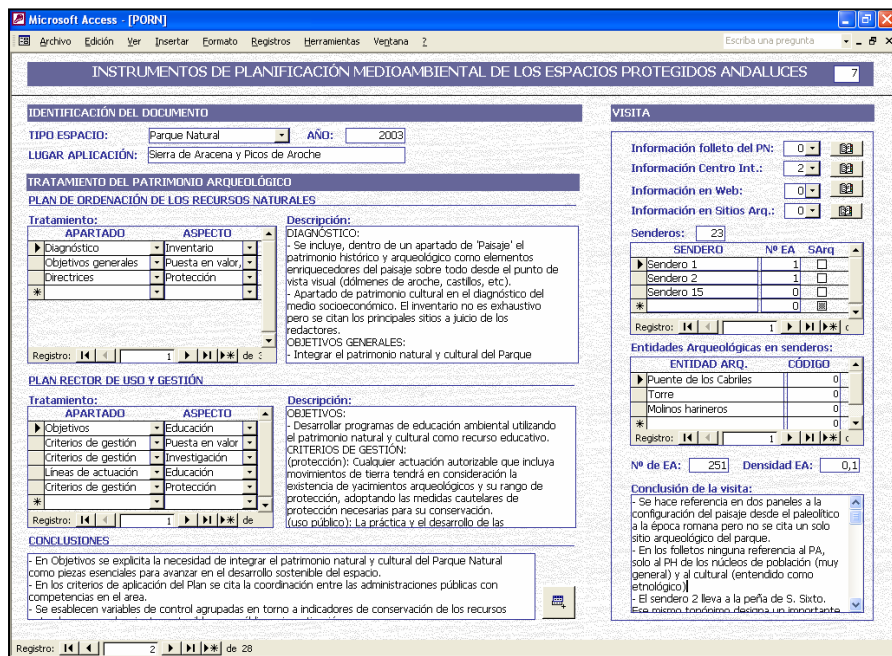 Microsoft Access - [PORN]
Archivo Edición Ver Insertar Formato Registros Herramientas Ventana ?
Escriba una pregunta
INSTRUMENTOS DE PLANIFICACIÓN MEDIOAMBIENTAL DE LOS ESPACIOS PROTEGIDOS ANDALUCES 7
IDENTIFICACIÓN DEL DOCUMENTO
TIPO ESPACIO: Parque Natural AÑO: 2003
LUGAR APLICACIÓN: Sierra de Aracena y Picos de Aroche
TRATAMIENTO DEL PATRIMONIO ARQUEOLÓGICO
PLAN DE ORDENACIÓN DE LOS RECURSOS NATURALES
Tratamiento:
APARTADO ASPECTO
Diagnóstico Inventario
Objetivos generales Puesta en valor,
Directrices Protección
Registro: 1 de
Descripción:
DIAGNÓSTICO:
- Se incluye, dentro de un apartado de 'Paisaje' el
patrimonio histórico y arqueológico como elementos
enriquecedores del paisaje sobre todo desde el punto de
vista visual (dólmenes de aroche, castillos, etc).
- Apartado de patrimonio cultural en el diagnóstico del
medio socioeconómico. El inventario no es exhaustivo
pero se citan los principales sitios a juicio de los
redactores.
OBJETIVOS GENERALES:
- Integrar el patrimonio natural y cultural del Parque
PLAN RECTOR DE USO Y GESTIÓN
Tratamiento:
APARTADO ASPECTO
Objetivos Educación
Criterios de gestión Puesta en valor
Criterios de gestión Investigación
Líneas de actuación Educación
Criterios de gestión Protección
Registro: 1 de
Descripción:
OBJETIVOS:
- Desarrollar programas de educación ambiental utilizando
el patrimonio natural y cultural como recurso educativo.
CRITERIOS DE GESTIÓN:
(protección): Cualquier actuación autorizable que incluya
movimientos de tierra tendrá en consideración la
existencia de yacimientos arqueológicos y su rango de
protección, adoptando las medidas cautelares de
protección necesarias para su conservación.
(uso público): La práctica y el desarrollo de las
CONCLUSIONES
- En Objetivos se explicita la necesidad de integrar el patrimonio natural y cultural del Parque Natural
como piezas esenciales para avanzar en el desarrollo sostenible del espacio.
- En los criterios de aplicación del Plan se cita la coordinación entre las administraciones públicas con
competencias en el area.
- Se esablecen variables de control agrupadas en torno a indicadores de conservación de los recursos
VISITA
Información folleto del PN: 0
Información Centro Int.: 2
Información en Web: 0
Información en Sitios Arq.: 0
Senderos: 23
SENDERO Nº EA SArq
Sendero 1 1
Sendero 2 1
Sendero 15 0
0
Registro: 1
Entidades Arqueológicas en senderos:
ENTIDAD ARQ. CÓDIGO
Puente de los Cabriles 0
Torre 0
Molinos harineros 0
0
Registro: 1
Nº de EA: 251 Densidad EA: 0,1
Conclusión de la visita:
- Se hace referencia en dos paneles a la
configuración del paisaje desde el paleolítico
a la época romana pero no se cita un solo
sitio arqueológico del parque.
- En los folletos ninguna referencia al PA,
solo al PH de los núcleos de población (muy
general) y al cultural (entendido como
etnológico)
- El sendero 2 lleva a la peña de S. Sixto.
Ese mismo topónimo designa un importante
Registro: 2 de 28